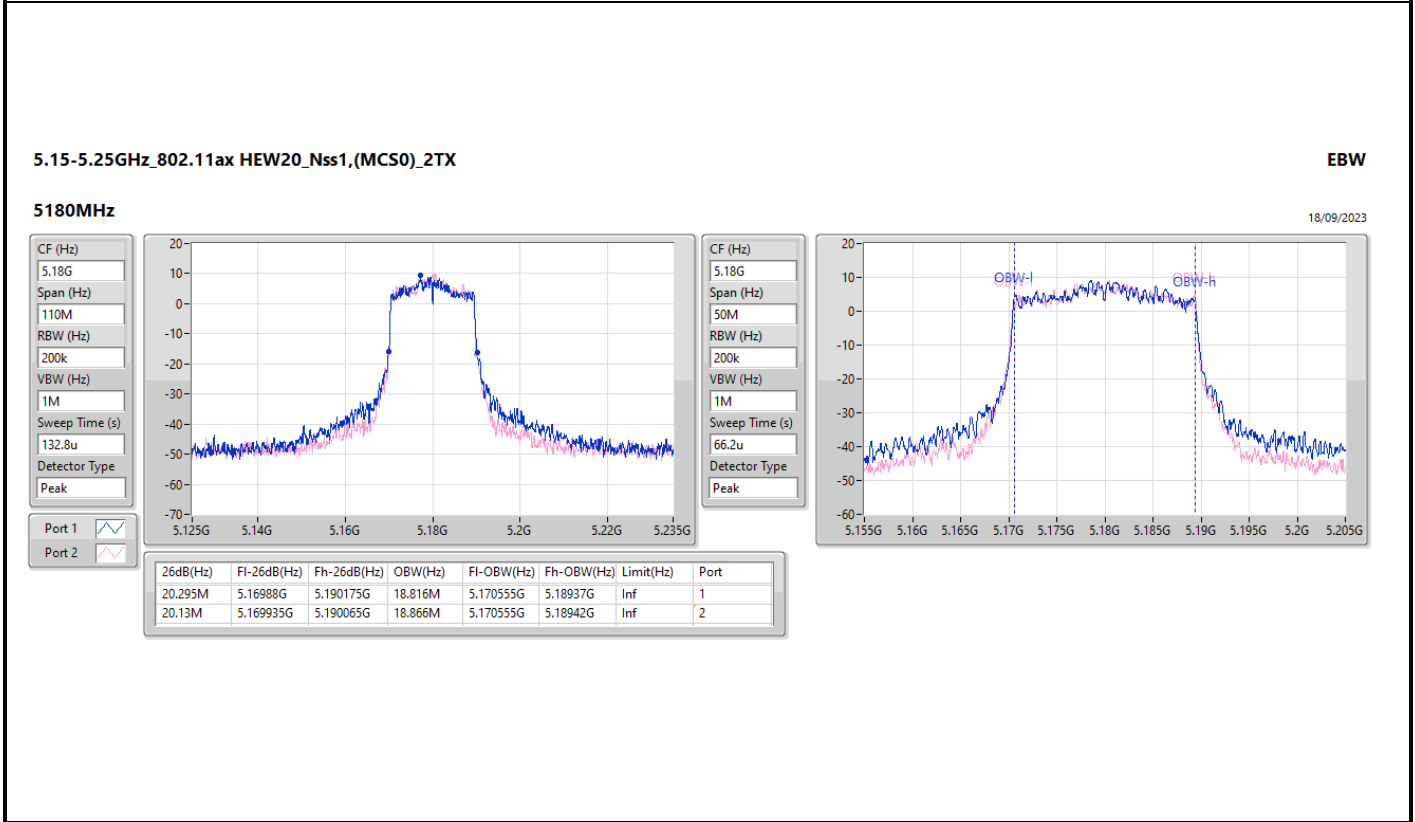 5.15-5.25GHz_802.11ax HEW20_Nss1,(MCS0)_2TX
EBW
5180MHz
18/09/2023
CF (Hz)
5.18G
Span (Hz)
110M
RBW (Hz)
200k
VBW (Hz)
1M
Sweep Time (s)
132.8u
Detector Type
Peak
Port 1
Port 2
20
10
0
-10
-20
-30
-40
-50
-60
-70
5.125G 5.14G 5.16G 5.18G 5.2G 5.22G 5.235G
CF (Hz)
5.18G
Span (Hz)
50M
RBW (Hz)
200k
VBW (Hz)
1M
Sweep Time (s)
66.2u
Detector Type
Peak
20
10
0
-10
-20
-30
-40
-50
-60
OBW-l
OBW-h
5.155G 5.16G 5.165G 5.17G 5.175G 5.18G 5.185G 5.19G 5.195G 5.2G 5.205G
26dB(Hz) Fl-26dB(Hz) Fh-26dB(Hz) OBW(Hz) Fl-OBW(Hz) Fh-OBW(Hz) Limit(Hz) Port
20.295M 5.16988G 5.190175G 18.816M 5.170555G 5.18937G Inf 1
20.13M 5.169935G 5.190065G 18.866M 5.170555G 5.18942G Inf 2